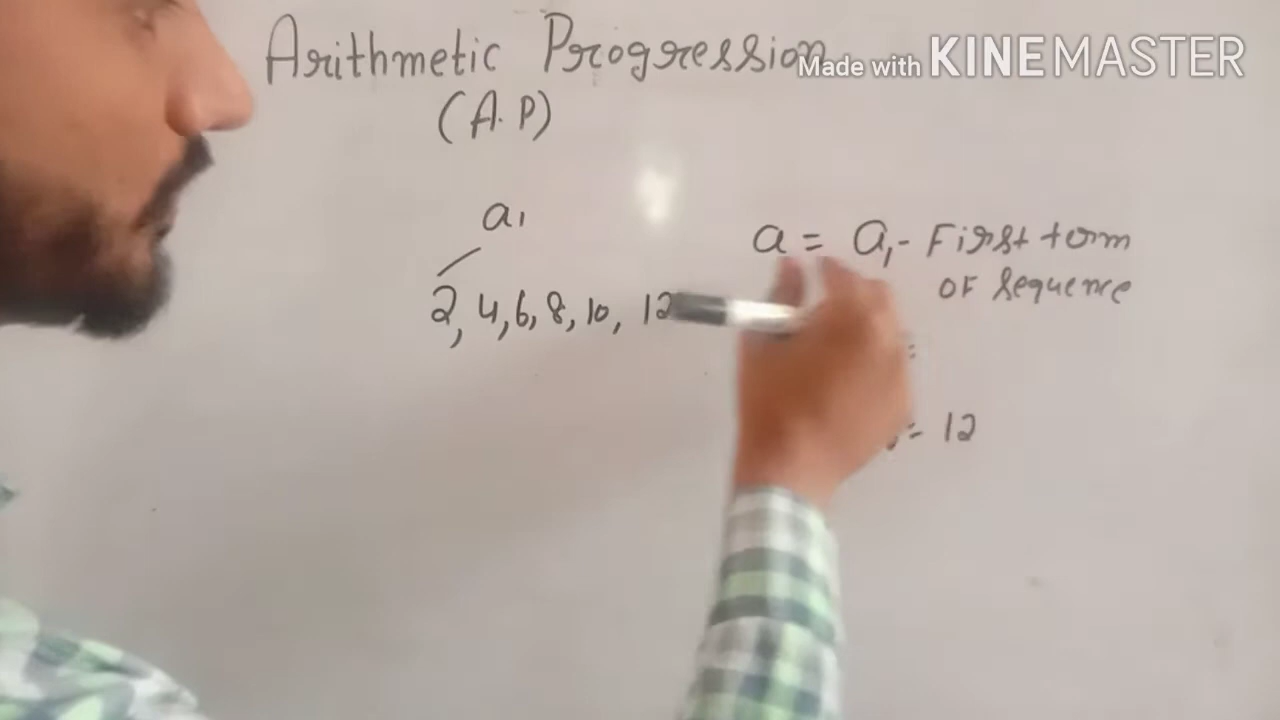 Arithmetic Progression
Made with KINEMASTER
(A.P)
a₁
a = a₁ - First term
OF Sequence
2, 4, 6, 8, 10, 12
=
= 12